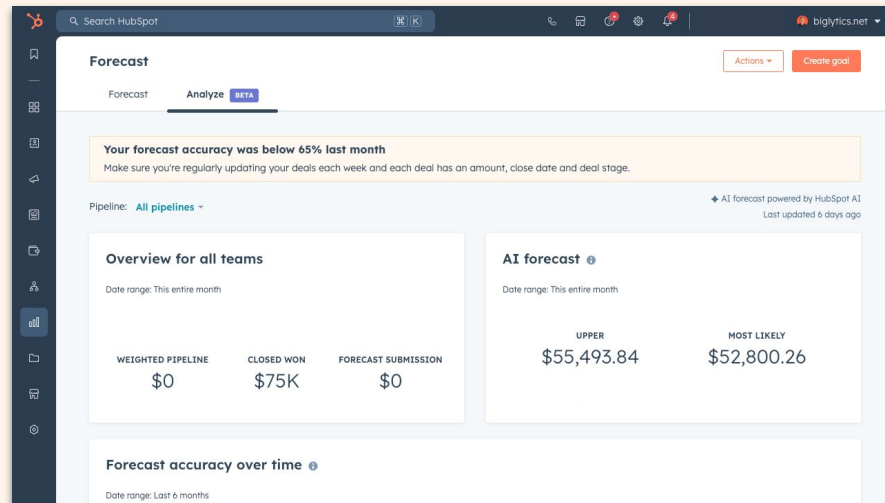 Search HubSpot
⌘ K
4
biglytics.net
Forecast
Actions
Create goal
Forecast
Analyze BETA
Your forecast accuracy was below 65% last month
Make sure you're regularly updating your deals each week and each deal has an amount, close date and deal stage.
Pipeline: All pipelines
AI forecast powered by HubSpot AI
Last updated 6 days ago
Overview for all teams
Date range: This entire month
WEIGHTED PIPELINE
$0
CLOSED WON
$75K
FORECAST SUBMISSION
$0
AI forecast
Date range: This entire month
UPPER
$55,493.84
MOST LIKELY
$52,800.26
Forecast accuracy over time
Date range: Last 6 months